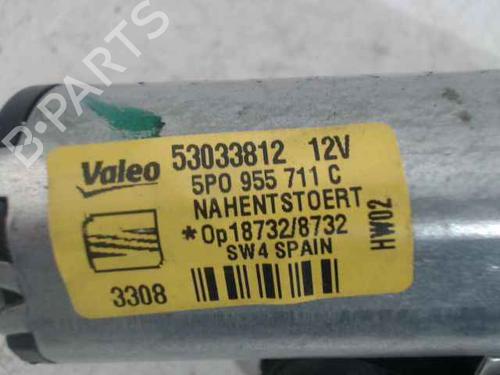 Valeo 53033812 12V
5P0 955 711 C
NAHENTSTOERT
*Op18732/8732
SW4 SPAIN
HW02
3308
B-PARTS